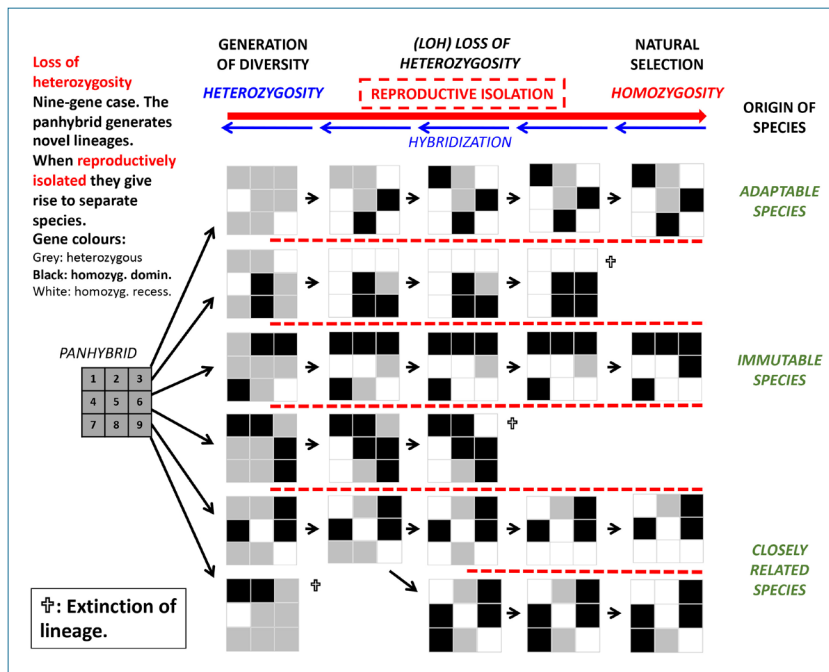 GENERATION
OF DIVERSITY
(LOH) LOSS OF
HETEROZYGOSITY
NATURAL
SELECTION
HETEROZYGOSITY
REPRODUCTIVE ISOLATION
HOMOZYGOSITY
HYBRIDIZATION
ORIGIN OF
SPECIES
Loss of
heterozygosity
Nine-gene case. The
panhybrid generates
novel lineages.
When reproductively
isolated they give
rise to separate
species.
Gene colours:
Grey: heterozygous
Black: homozyg. domin.
White: homozyg. recess.
ADAPTABLE
SPECIES
PANHYBRID
1 2 3
4 5 6
7 8 9
IMMUTABLE
SPECIES
CLOSELY
RELATED
SPECIES
✞: Extinction of
lineage.